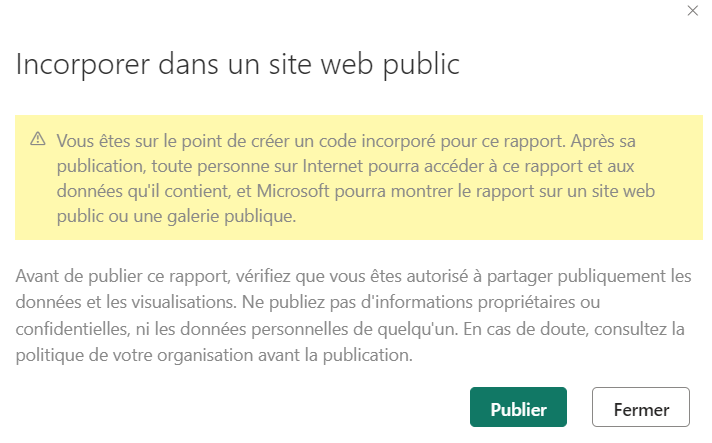 Incorporer dans un site web public
Vous êtes sur le point de créer un code incorporé pour ce rapport. Après sa
publication, toute personne sur Internet pourra accéder à ce rapport et aux
données qu'il contient, et Microsoft pourra montrer le rapport sur un site web
public ou une galerie publique.
Avant de publier ce rapport, vérifiez que vous êtes autorisé à partager publiquement les
données et les visualisations. Ne publiez pas d'informations propriétaires ou
confidentielles, ni les données personnelles de quelqu'un. En cas de doute, consultez la
politique de votre organisation avant la publication.
Publier
Fermer